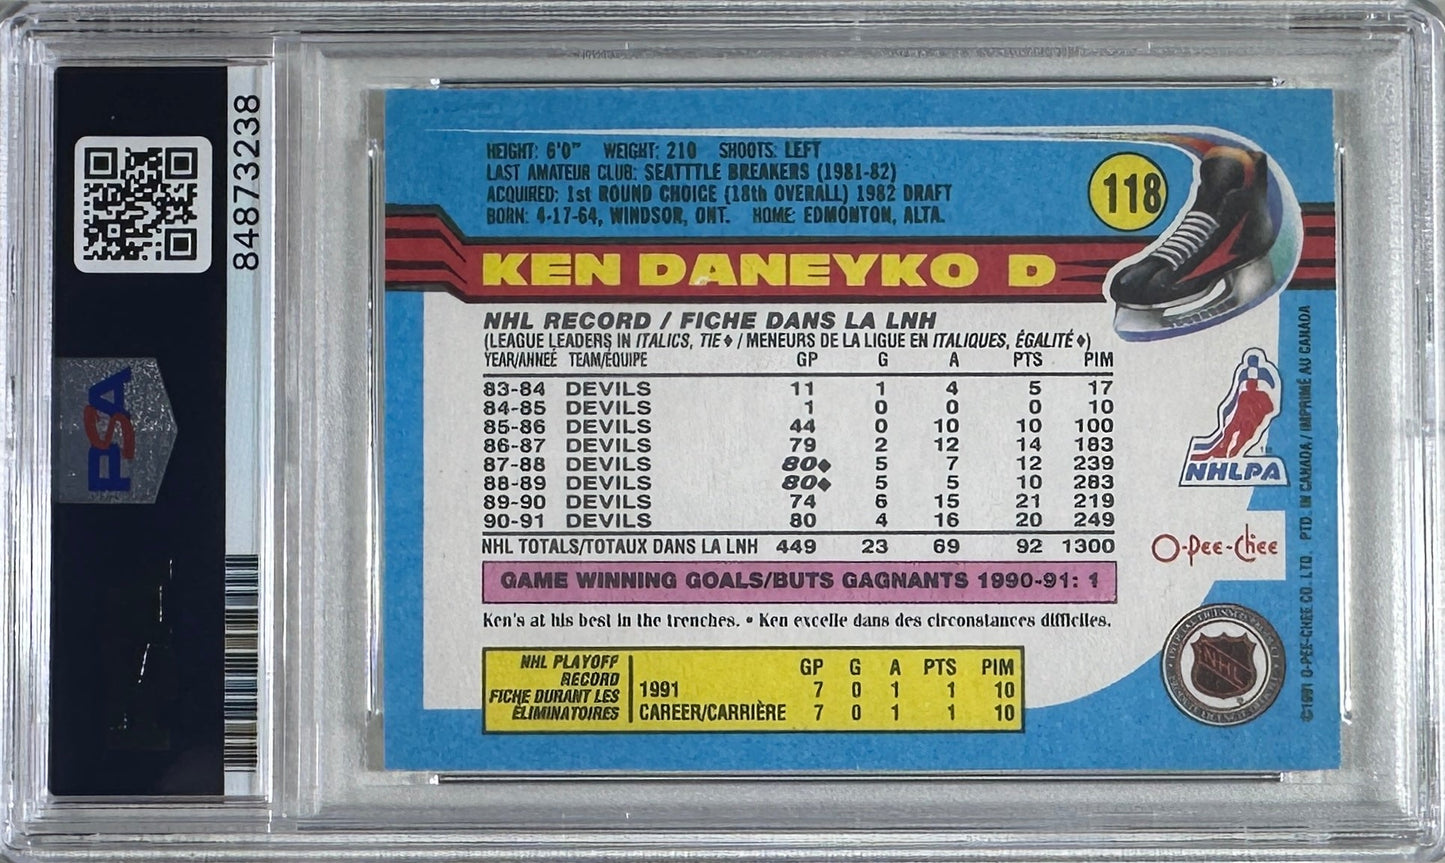 84873238
PSA
HEIGHT: 6'0" WEIGHT: 210 SHOOTS: LEFT
LAST AMATEUR CLUB: SEATTTLE BREAKERS (1981-82)
ACQUIRED: 1st ROUND CHOICE (18th OVERALL) 1982 DRAFT
BORN: 4-17-64, WINDSOR, ONT. HOME: EDMONTON, ALTA.
118
KEN DANEYKO D
NHL RECORD / FICHE DANS LA LNH
(LEAGUE LEADERS IN ITALICS, TIE♦ / MENEURS DE LA LIGUE EN ITALIQUES, ÉGALITÉ♦)
YEAR/ANNEÉ TEAM/ÉQUIPE GP G A PTS PIM
83-84 DEVILS 11 1 4 5 17
84-85 DEVILS 1 0 0 0 10
85-86 DEVILS 44 0 10 10 100
86-87 DEVILS 79 2 12 14 183
87-88 DEVILS 80♦ 5 7 12 239
88-89 DEVILS 80♦ 5 5 10 283
89-90 DEVILS 74 6 15 21 219
90-91 DEVILS 80 4 16 20 249
NHL TOTALS/TOTAUX DANS LA LNH 449 23 69 92 1300
GAME WINNING GOALS/BUTS GAGNANTS 1990-91: 1
Ken's at his best in the trenches. • Ken excelle dans des circonstances difficiles.
NHL PLAYOFF RECORD
FICHE DURANT LES ÉLIMINATOIRES
GP G A PTS PIM
1991 7 0 1 1 10
CAREER/CARRIÈRE 7 0 1 1 10
NHLPA
O-Pee-Chee
NHL
©1991 O-PEE-CHEE CO. LTD. PTD. IN CANADA / IMPRIMÉ AU CANADA